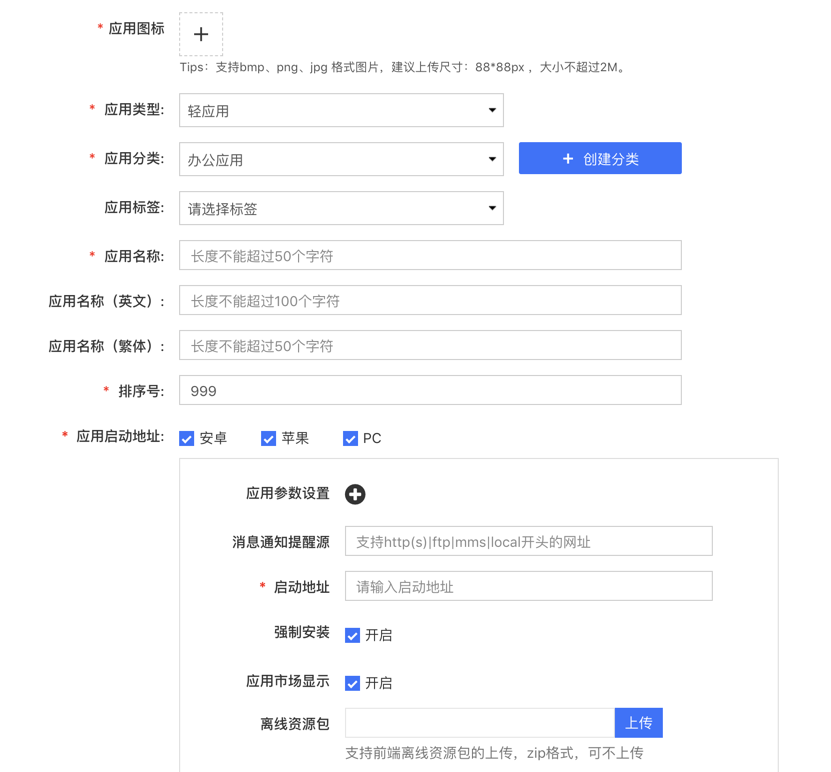 * 应用图标
Tips：支持bmp、png、jpg 格式图片，建议上传尺寸：88*88px ，大小不超过2M。
* 应用类型: 轻应用
* 应用分类: 办公应用 + 创建分类
应用标签: 请选择标签
* 应用名称: 长度不能超过50个字符
应用名称（英文）: 长度不能超过100个字符
应用名称（繁体）: 长度不能超过50个字符
* 排序号: 999
* 应用启动地址: 安卓 苹果 PC
应用参数设置
消息通知提醒源 支持http(s)|ftp|mms|local开头的网址
* 启动地址 请输入启动地址
强制安装 开启
应用市场显示 开启
离线资源包 上传
支持前端离线资源包的上传，zip格式，可不上传